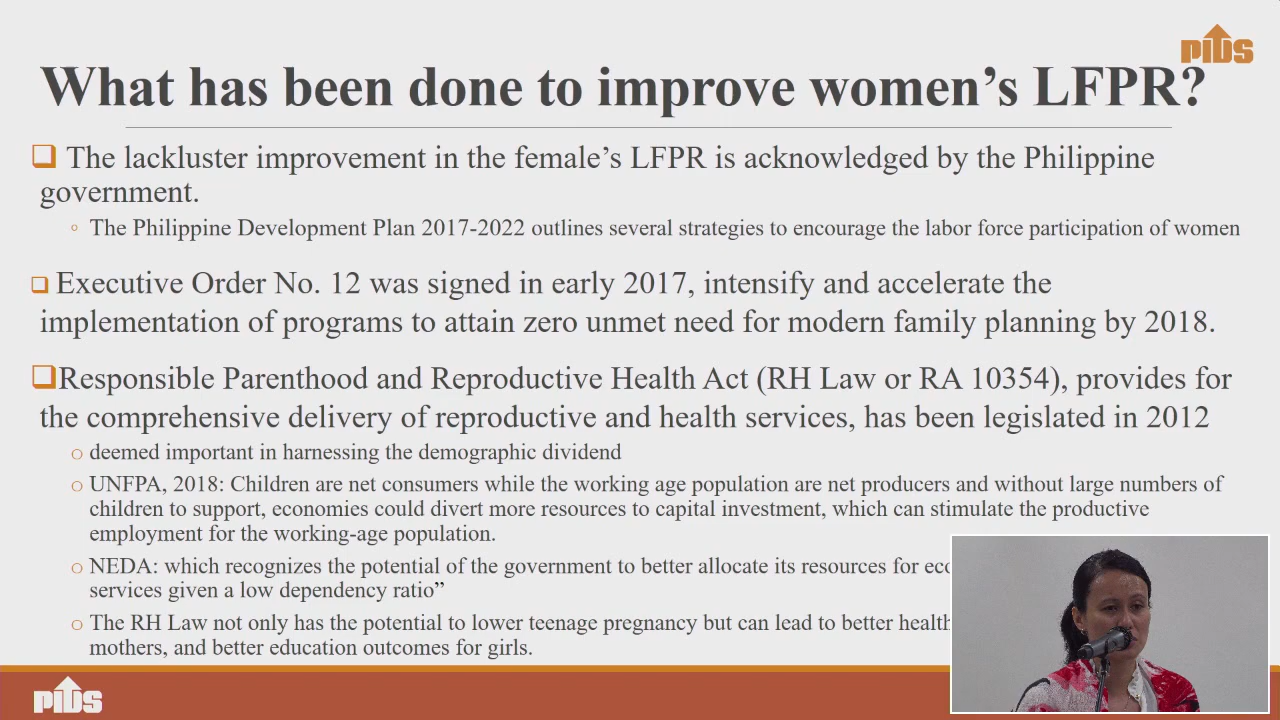 PIDS
What has been done to improve women’s LFPR?
❑ The lackluster improvement in the female’s LFPR is acknowledged by the Philippine
government.
◦ The Philippine Development Plan 2017-2022 outlines several strategies to encourage the labor force participation of women
❑ Executive Order No. 12 was signed in early 2017, intensify and accelerate the
implementation of programs to attain zero unmet need for modern family planning by 2018.
❑Responsible Parenthood and Reproductive Health Act (RH Law or RA 10354), provides for
the comprehensive delivery of reproductive and health services, has been legislated in 2012
o deemed important in harnessing the demographic dividend
o UNFPA, 2018: Children are net consumers while the working age population are net producers and without large numbers of
children to support, economies could divert more resources to capital investment, which can stimulate the productive
employment for the working-age population.
o NEDA: which recognizes the potential of the government to better allocate its resources for
services given a low dependency ratio”
o The RH Law not only has the potential to lower teenage pregnancy but can lead to better health
mothers, and better education outcomes for girls.
PIDS